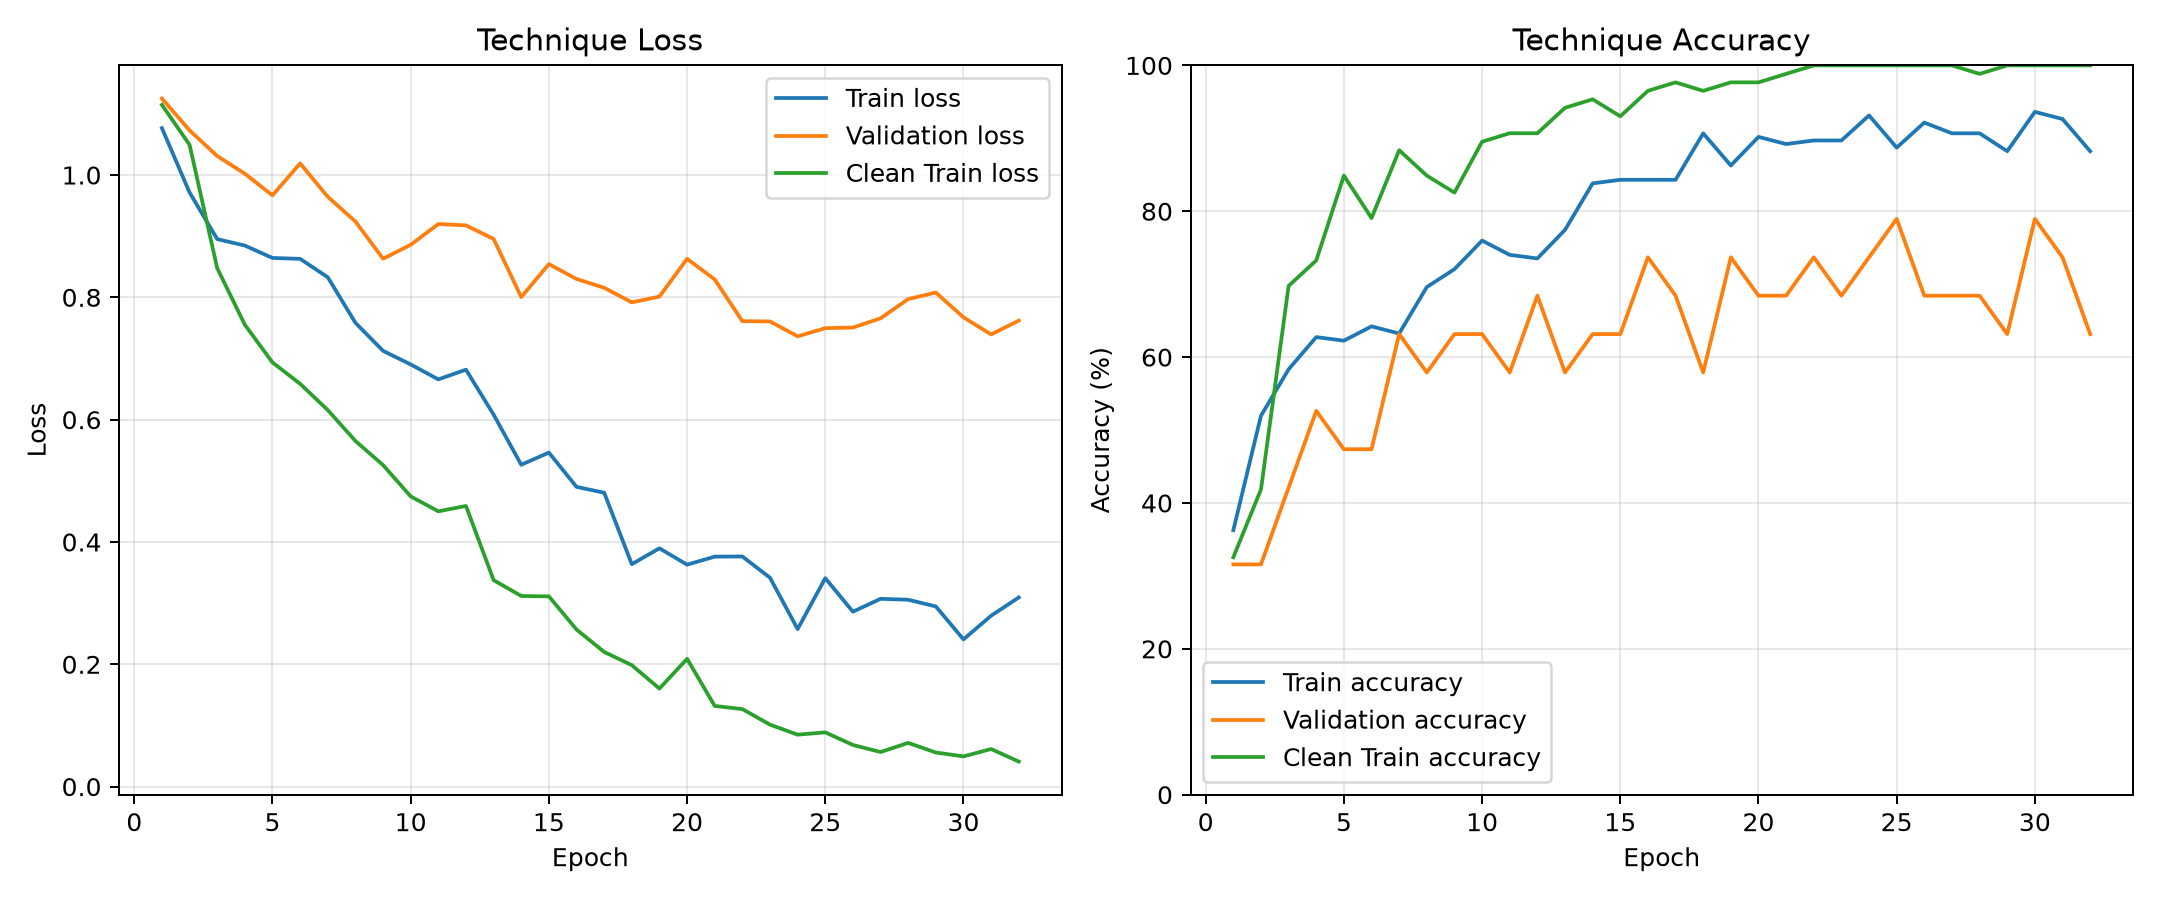 Technique Loss
Train loss
Validation loss
Clean Train loss
Loss
1.0
0.8
0.6
0.4
0.2
0.0
0 5 10 15 20 25 30
Epoch
Technique Accuracy
Accuracy (%)
100
80
60
40
20
0
Train accuracy
Validation accuracy
Clean Train accuracy
0 5 10 15 20 25 30
Epoch